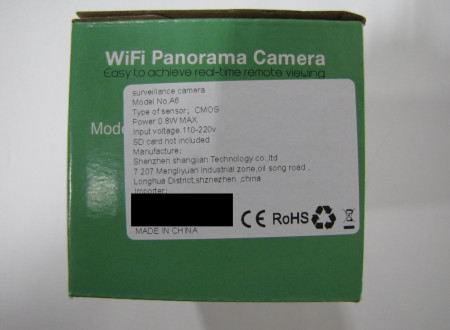 WiFi Panorama Camera
Easy to achieve real-time remote viewing
surveillance camera
Model No.A6
Type of sensor; CMOS
Mode
Power 0.8W MAX
Input voltage.110-220v
SD card not included
Manufacture:
Shenzhen shangjian Technology co.,ltd
7 207 Mengliyuan Industrial zone,oil song road,
Longhua District,shznezhen ,china
Importer:
CE RoHS
MADE IN CHINA